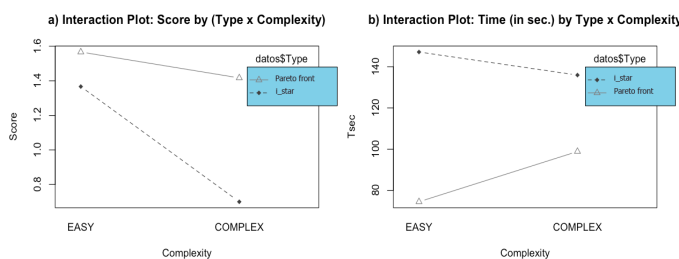 a) Interaction Plot: Score by (Type x Complexity)
1.6
1.4
1.2
1.0
0.8
Score
datos$Type
Pareto front
i_star
EASY
COMPLEX
Complexity
b) Interaction Plot: Time (in sec.) by Type x Complexity
140
120
100
80
Tsec
datos$Type
i_star
Pareto front
EASY
COMPLEX
Complexity